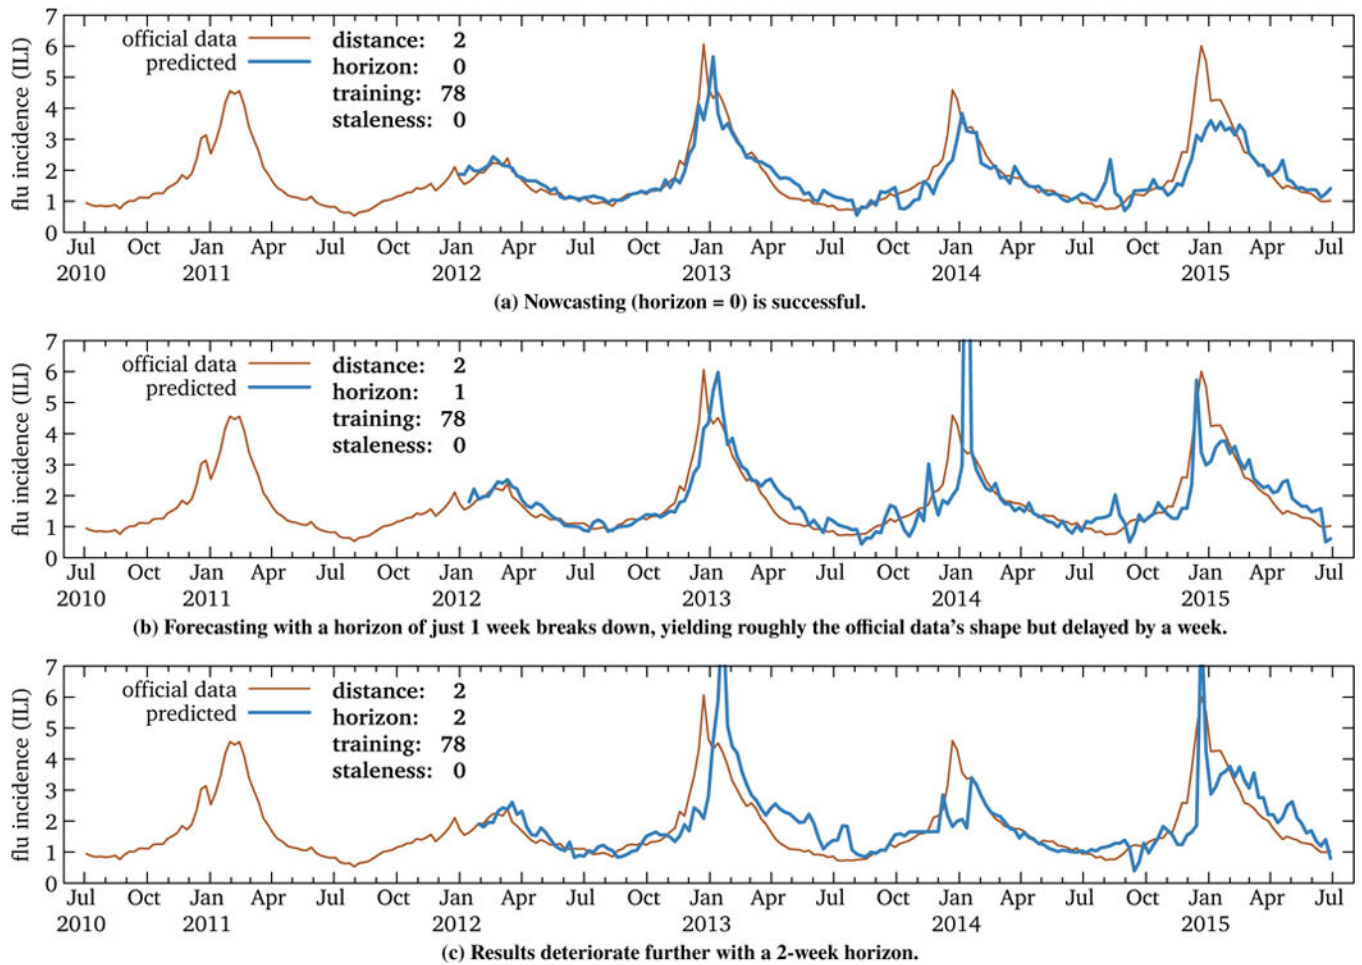 7
6
5
4
3
2
1
0
flu incidence (ILI)
official data
predicted
distance: 2
horizon: 0
training: 78
staleness: 0
Jul Oct Jan Apr Jul Oct Jan Apr Jul Oct Jan Apr Jul Oct Jan Apr Jul Oct Jan Apr Jul
2010 2011 2012 2013 2014 2015
(a) Nowcasting (horizon = 0) is successful.
7
6
5
4
3
2
1
0
flu incidence (ILI)
official data
predicted
distance: 2
horizon: 1
training: 78
staleness: 0
Jul Oct Jan Apr Jul Oct Jan Apr Jul Oct Jan Apr Jul Oct Jan Apr Jul Oct Jan Apr Jul
2010 2011 2012 2013 2014 2015
(b) Forecasting with a horizon of just 1 week breaks down, yielding roughly the official data's shape but delayed by a week.
7
6
5
4
3
2
1
0
flu incidence (ILI)
official data
predicted
distance: 2
horizon: 2
training: 78
staleness: 0
Jul Oct Jan Apr Jul Oct Jan Apr Jul Oct Jan Apr Jul Oct Jan Apr Jul Oct Jan Apr Jul
2010 2011 2012 2013 2014 2015
(c) Results deteriorate further with a 2-week horizon.